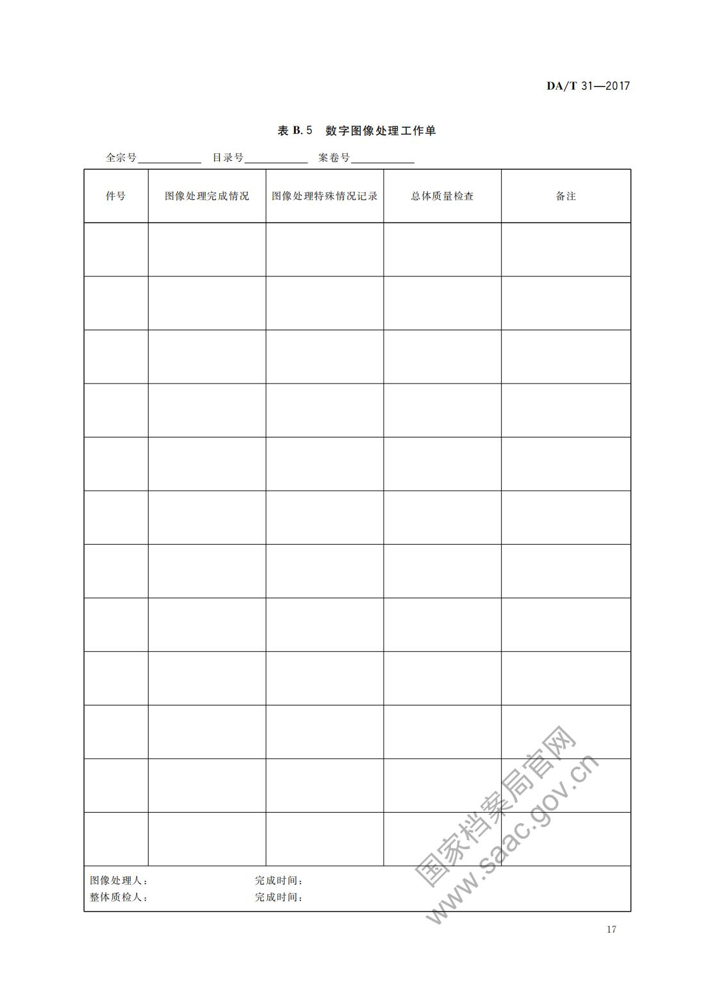 DA/T 31—2017
表 B.5 数字图像处理工作单
全宗号 目录号 案卷号
件号 图像处理完成情况 图像处理特殊情况记录 总体质量检查 备注
图像处理人： 完成时间：
整体质检人： 完成时间：
国家档案局官网
www.saac.gov.cn
17